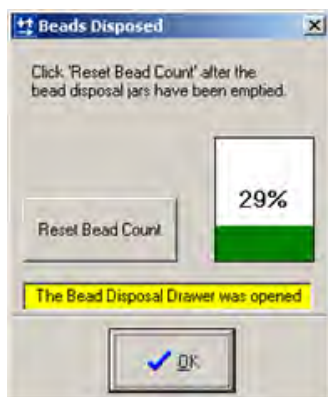 Beads Disposed
Click 'Reset Bead Count' after the
bead disposal jars have been emptied.
29%
Reset Bead Count
The Bead Disposal Drawer was opened
OK